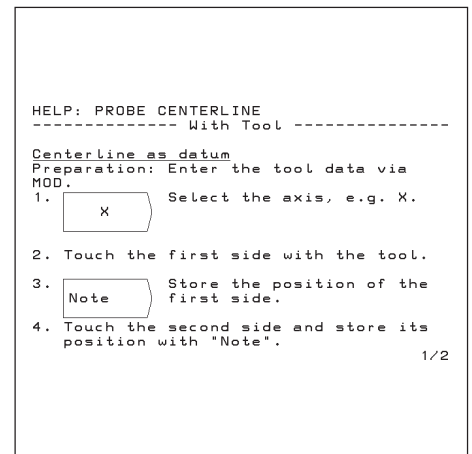 HELP: PROBE CENTERLINE
-------------- With Tool ---------------
Centerline as datum
Preparation: Enter the tool data via
MOD.
1. X Select the axis, e.g. X.
2. Touch the first side with the tool.
3. Store the position of the
Note first side.
4. Touch the second side and store its
position with "Note".
1/2